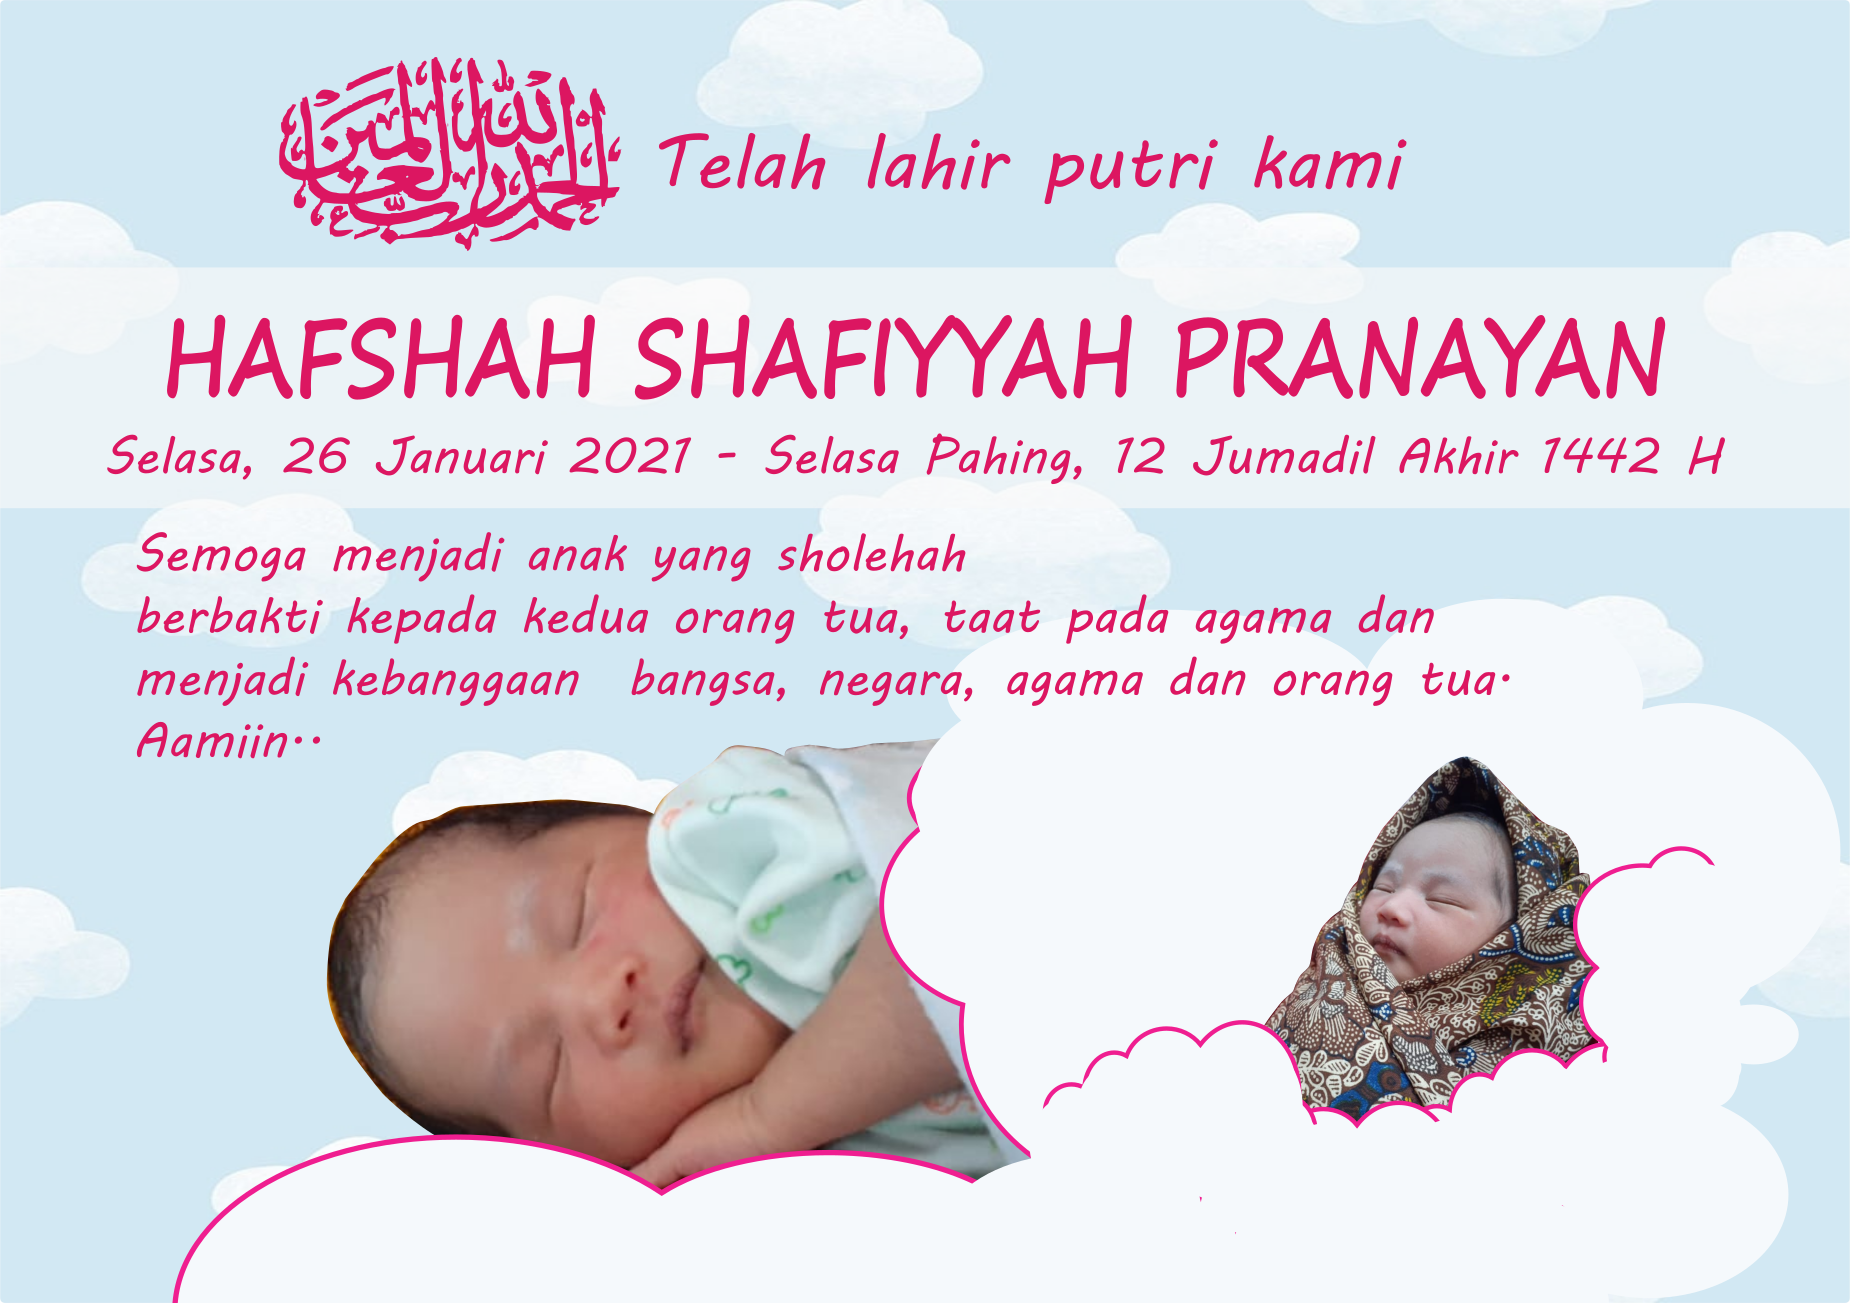 الحمد لله رب العالمين
Telah lahir putri kami
HAFSHAH SHAFIYYAH PRANAYAN
Selasa, 26 Januari 2021 - Selasa Pahing, 12 Jumadil Akhir 1442 H
Semoga menjadi anak yang sholehah
berbakti kepada kedua orang tua, taat pada agama dan
menjadi kebanggaan bangsa, negara, agama dan orang tua.
Aamiin..